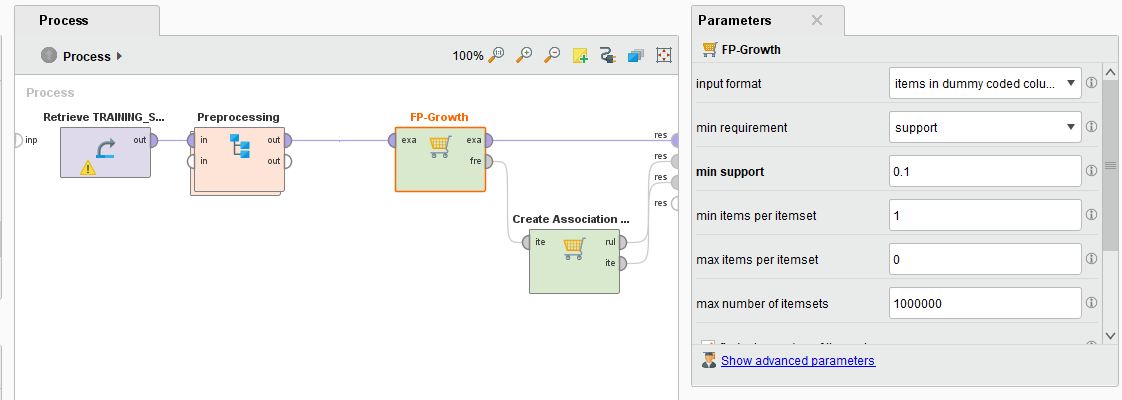 Process
Process
100%
Process
Retrieve TRAINING_S...
Preprocessing
FP-Growth
inp
out
in
out
in
out
exa
exa
fre
res
res
res
res
Create Association ...
ite
rul
ite
Parameters
FP-Growth
input format
items in dummy coded colu...
min requirement
support
min support
0.1
min items per itemset
1
max items per itemset
0
max number of itemsets
1000000
Show advanced parameters